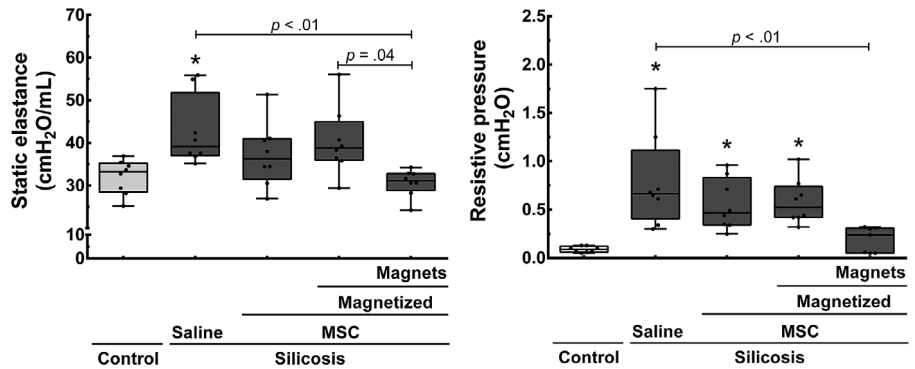 Static elastance
(cmH₂O/mL)
70
60
50
40
30
10
0
*
p < .01
p = .04
Magnets
Magnetized
Saline
MSC
Control
Silicosis
Resistive pressure
(cmH₂O)
2.5
2.0
1.5
1.0
0.5
0.0
*
*
*
p < .01
Magnets
Magnetized
Saline
MSC
Control
Silicosis